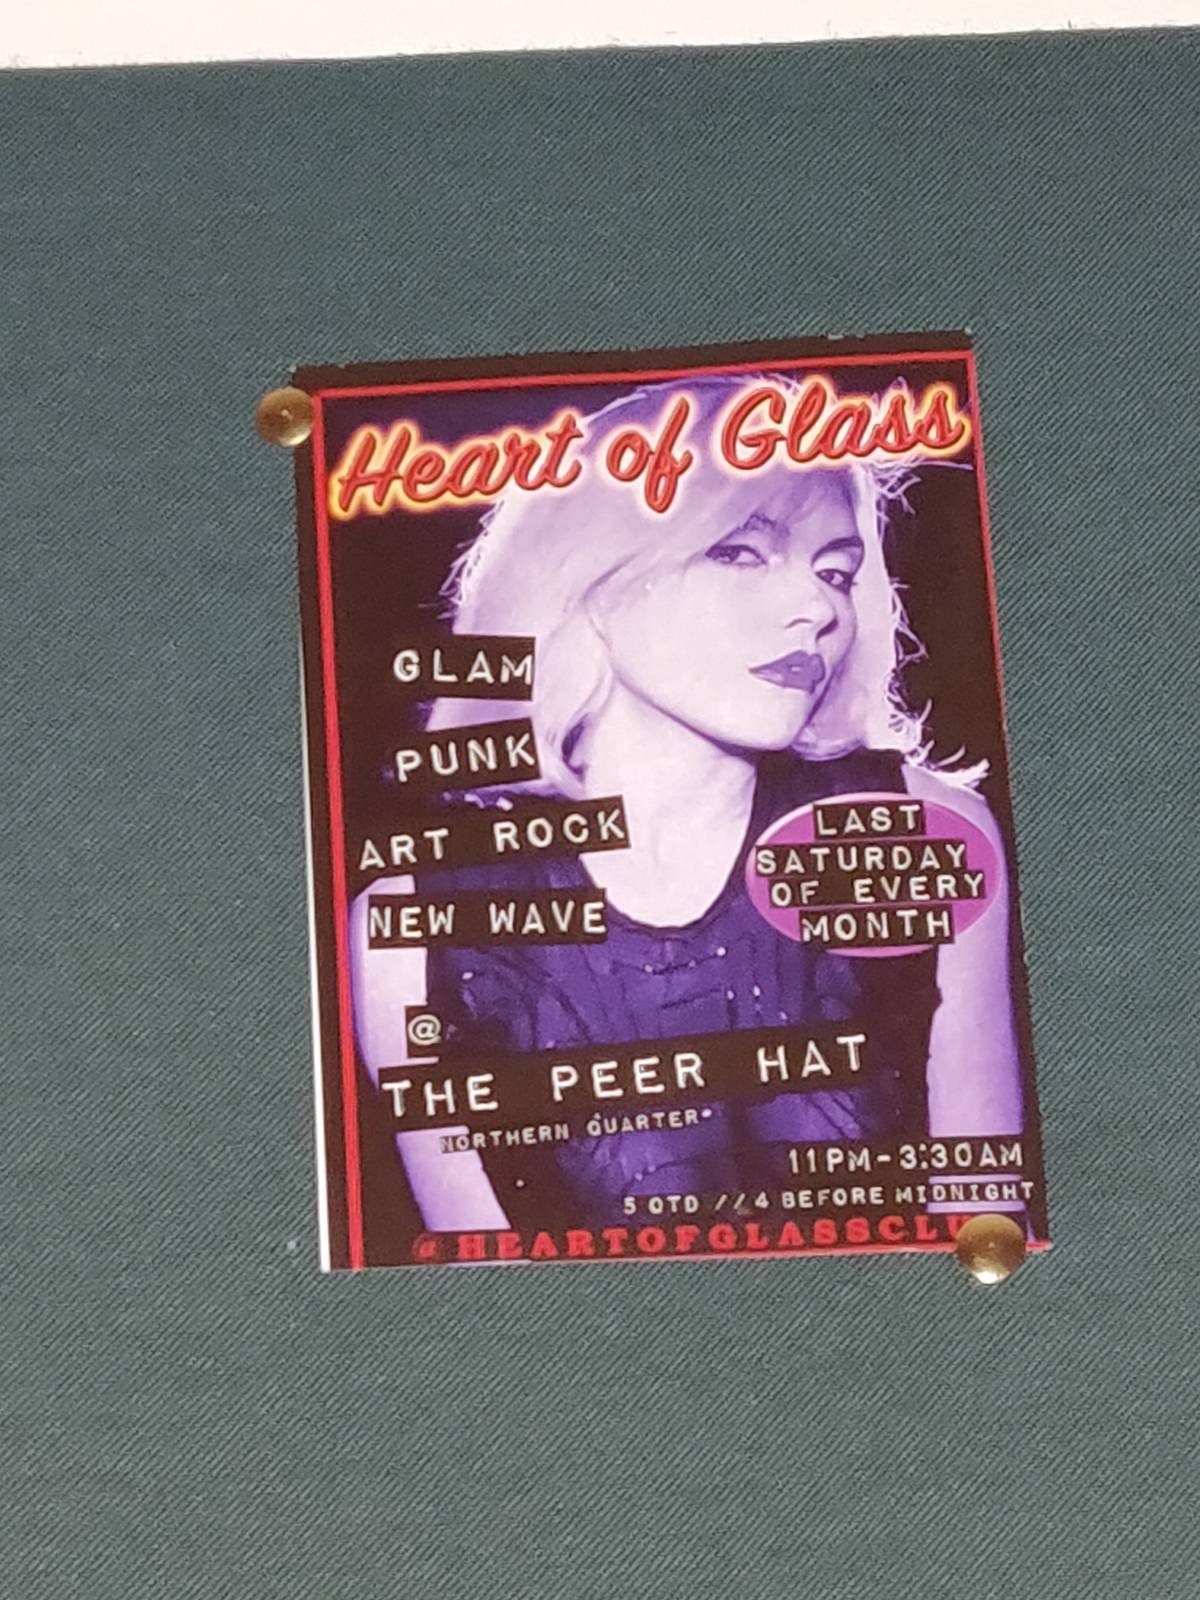 Heart of Glass
GLAM
PUNK
ART ROCK
NEW WAVE
LAST
SATURDAY
OF EVERY
MONTH
@
THE PEER HAT
NORTHERN QUARTER
11PM-3:30AM
5 OTD // 4 BEFORE MIDNIGHT
@HEARTOFGLASSCLU